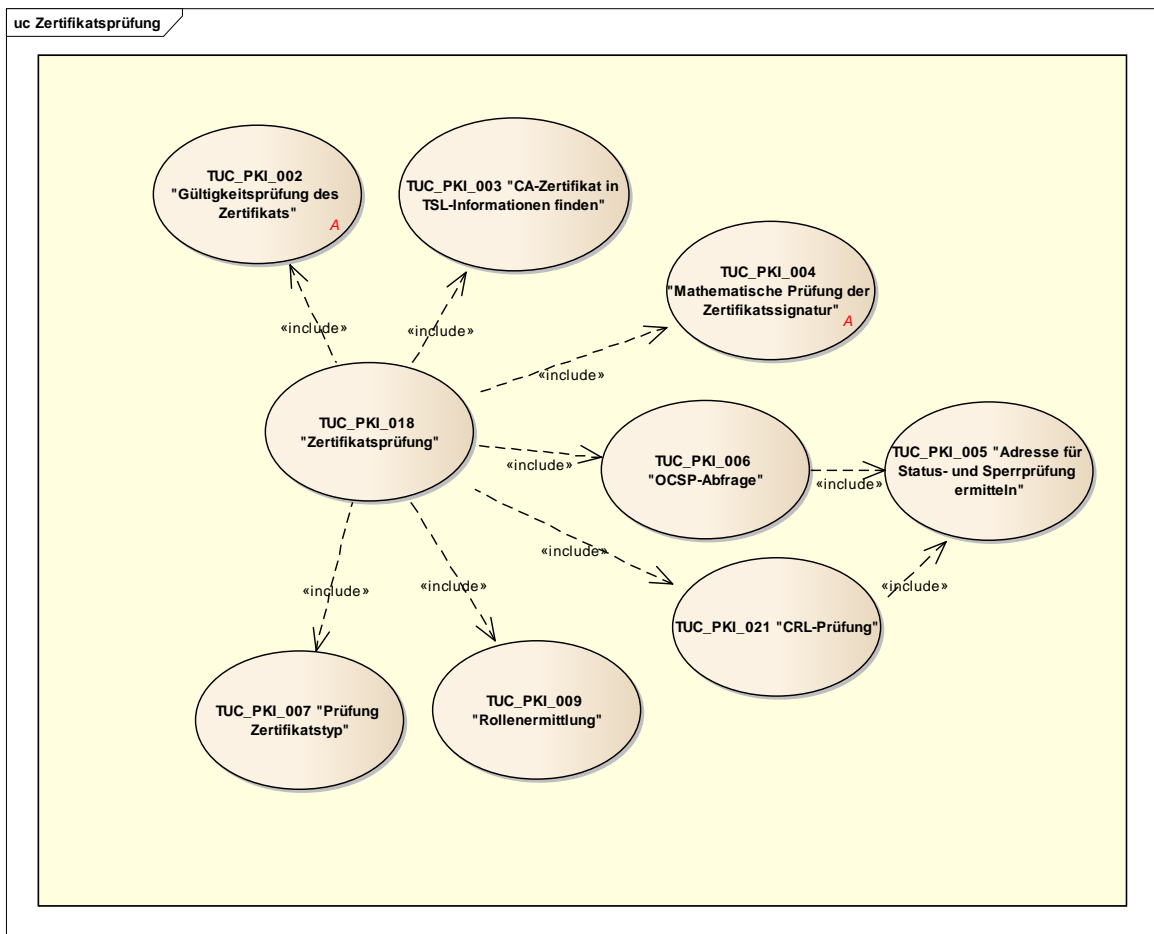 uc Zertifikatsprüfung
TUC_PKI_002
"Gültigkeitsprüfung des
Zertifikats"
A
TUC_PKI_003 "CA-Zertifikat in
TSL-Informationen finden"
TUC_PKI_004
"Mathematische Prüfung der
Zertifikatssignatur"
A
«include»
«include»
«include»
TUC_PKI_018
"Zertifikatsprüfung"
TUC_PKI_006
"OCSP-Abfrage"
TUC_PKI_005 "Adresse für
Status- und Sperrprüfung
ermitteln"
«include»
«include»
«include»
«include»
TUC_PKI_021 "CRL-Prüfung"
«include»
«include»
TUC_PKI_007 "Prüfung
Zertifikatstyp"
TUC_PKI_009
"Rollenermittlung"